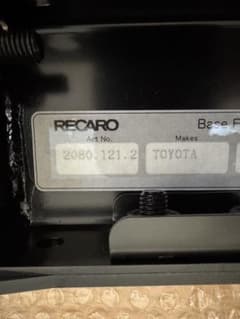 RECARO Base F
Art No. Makes
2080.121.2 TOYOTA